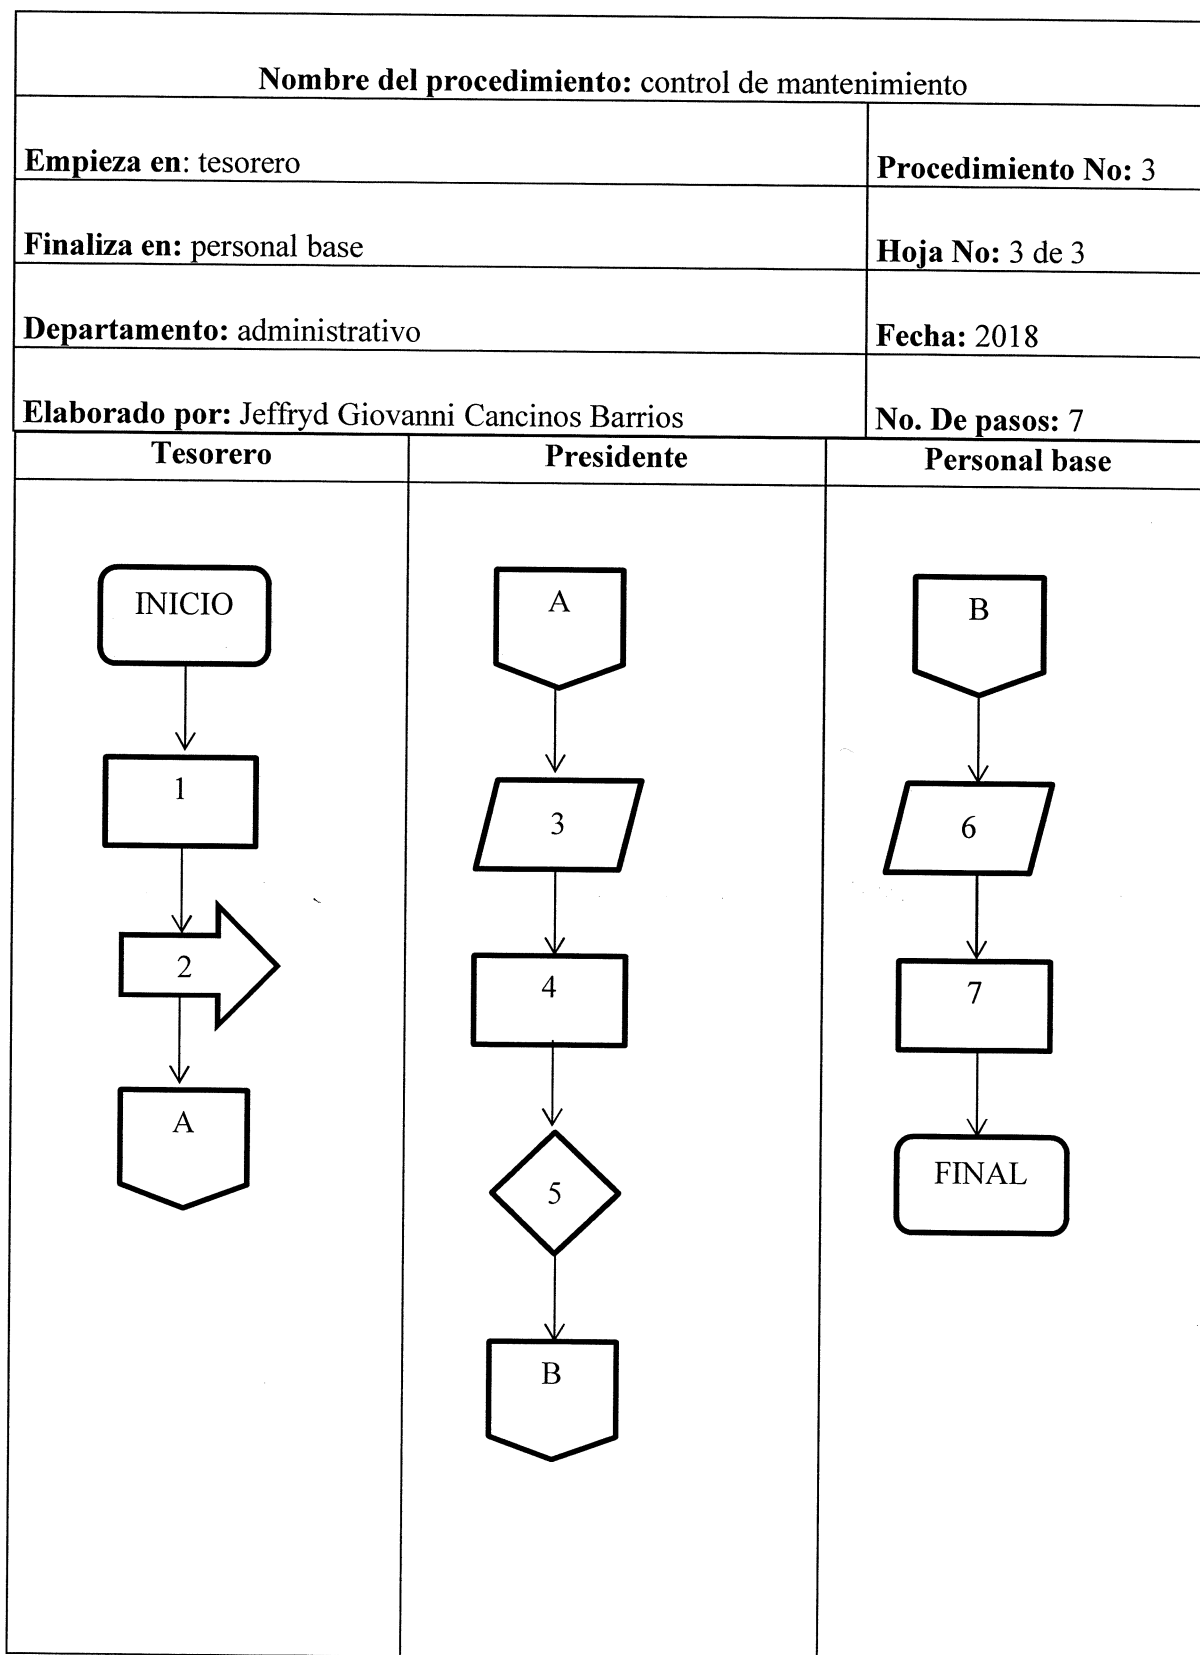 Nombre del procedimiento: control de mantenimiento
Empieza en: tesorero
Procedimiento No: 3
Finaliza en: personal base
Hoja No: 3 de 3
Departamento: administrativo
Fecha: 2018
Elaborado por: Jeffryd Giovanni Cancinos Barrios
No. De pasos: 7
Tesorero
Presidente
Personal base
INICIO
1
2
A
A
3
4
5
B
B
6
7
FINAL